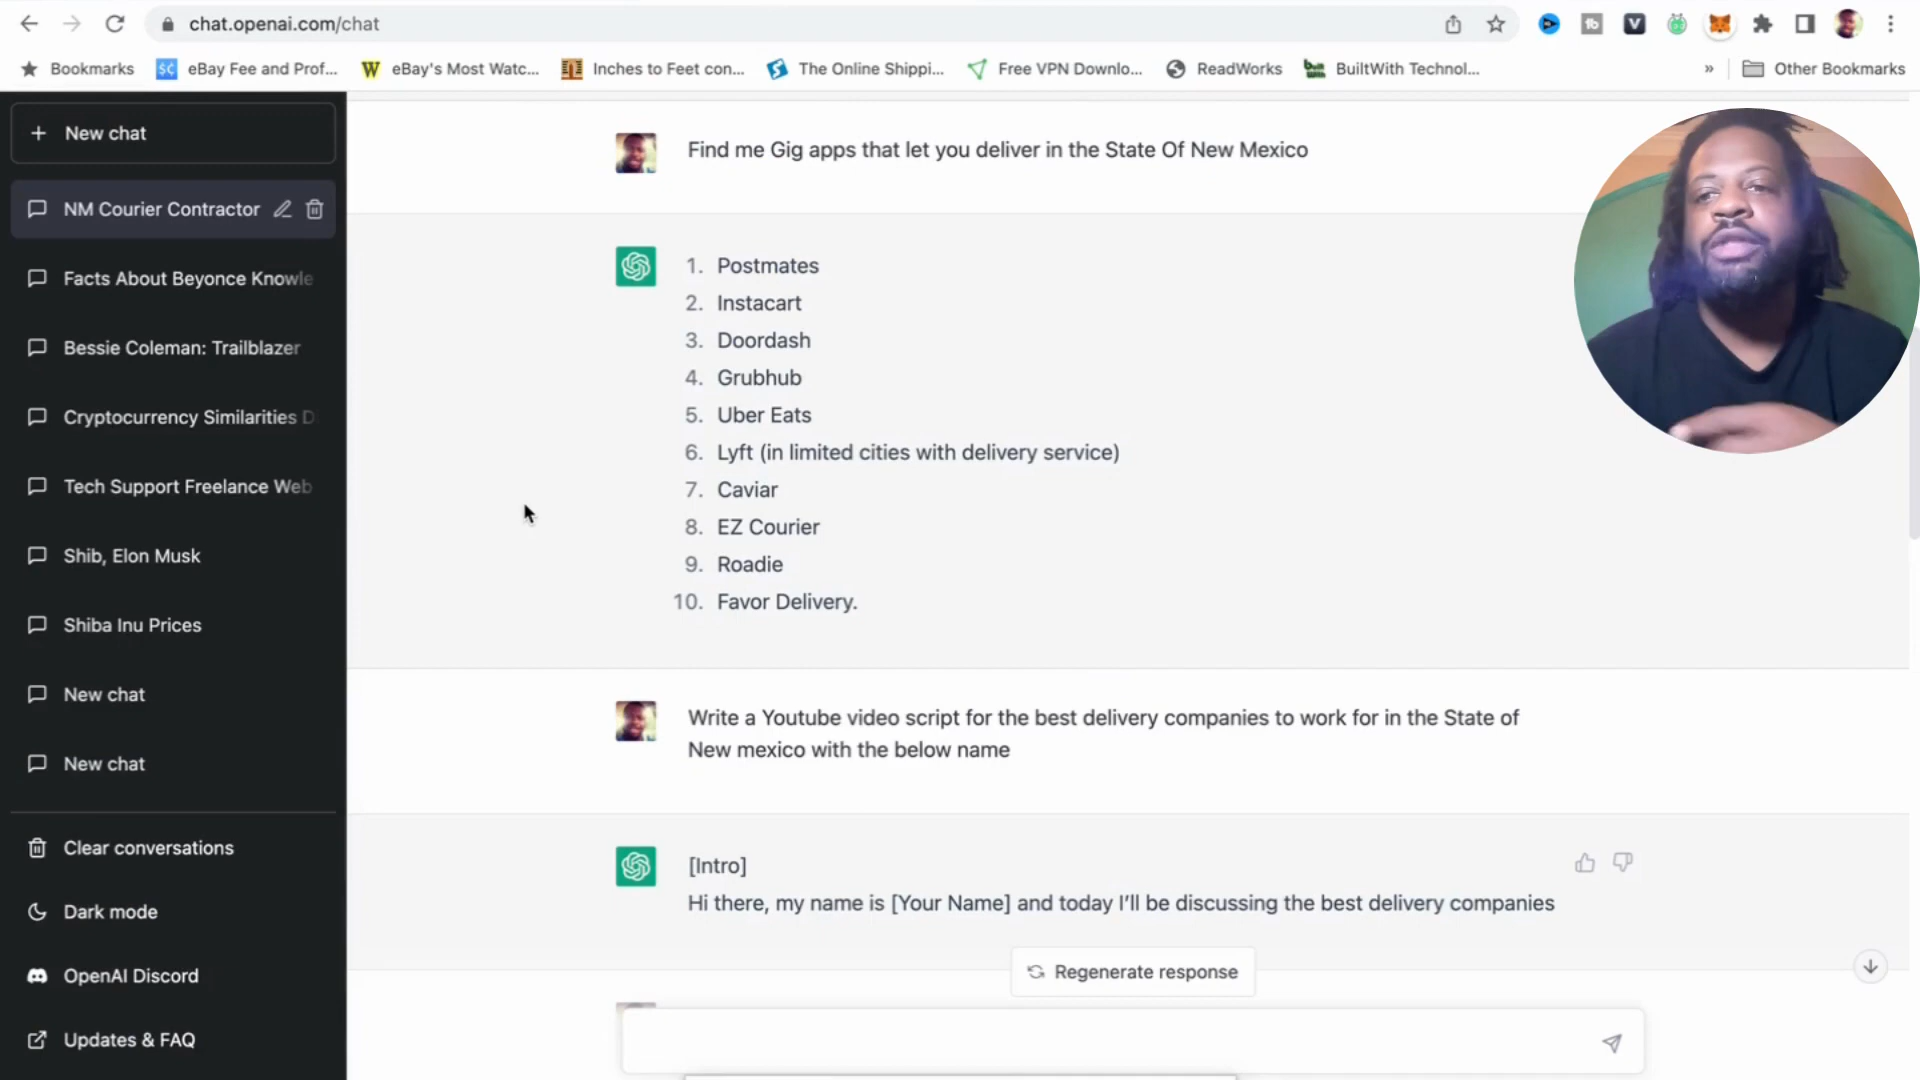 chat.openai.com/chat
Bookmarks
eBay Fee and Prof...
eBay's Most Watc...
Inches to Feet con...
The Online Shippi...
Free VPN Downlo...
ReadWorks
BuiltWith Technol...
»
Other Bookmarks
+ New chat
NM Courier Contractor
Facts About Beyonce Knowle
Bessie Coleman: Trailblazer
Cryptocurrency Similarities D
Tech Support Freelance Web
Shib, Elon Musk
Shiba Inu Prices
New chat
New chat
Clear conversations
Dark mode
OpenAI Discord
Updates & FAQ
Find me Gig apps that let you deliver in the State Of New Mexico
1. Postmates
2. Instacart
3. Doordash
4. Grubhub
5. Uber Eats
6. Lyft (in limited cities with delivery service)
7. Caviar
8. EZ Courier
9. Roadie
10. Favor Delivery.
Write a Youtube video script for the best delivery companies to work for in the State of
New mexico with the below name
[Intro]
Hi there, my name is [Your Name] and today I'll be discussing the best delivery companies
Regenerate response